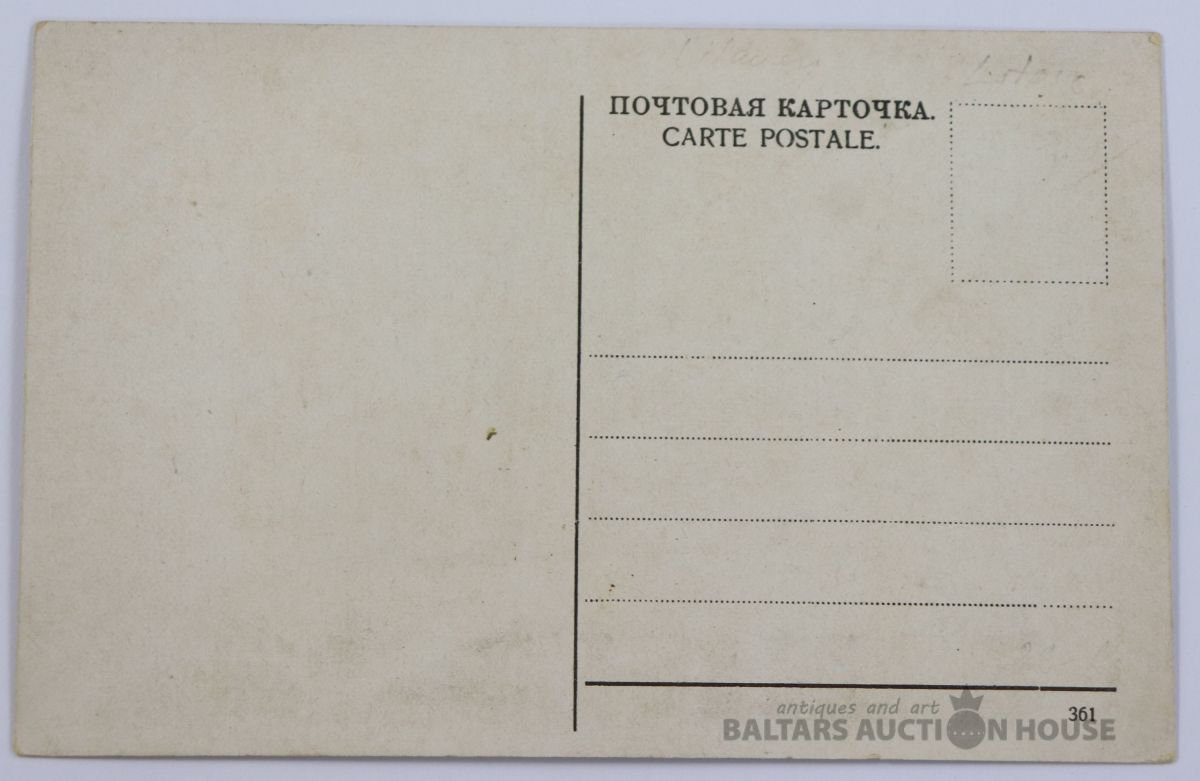 ПОЧТОВАЯ КАРТОЧКА.
CARTE POSTALE.
361
antiques and art
BALTARS AUCTION HOUSE